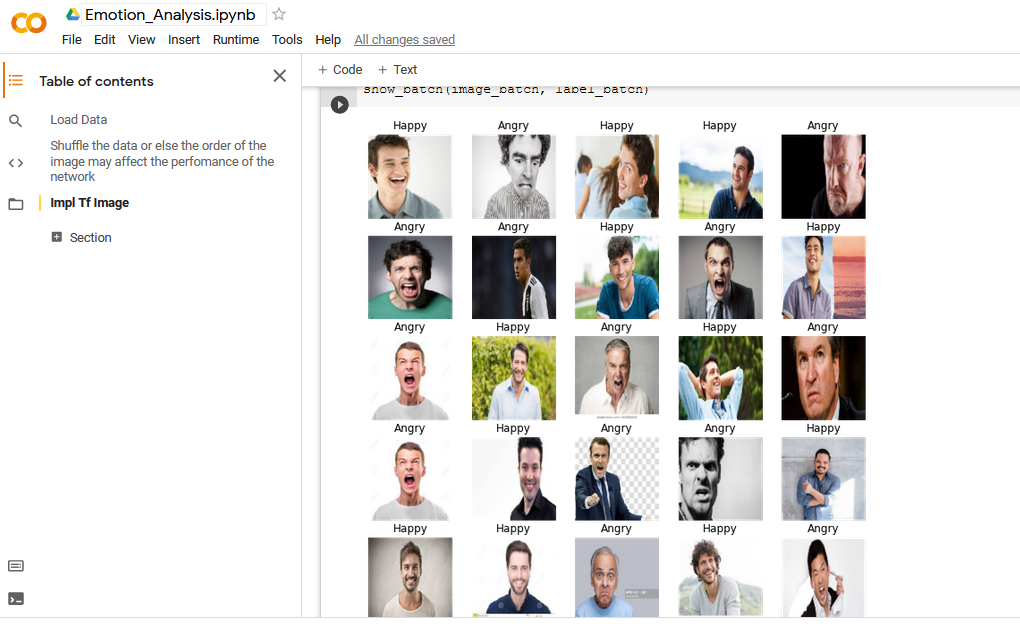 Emotion_Analysis.ipynb
File Edit View Insert Runtime Tools Help All changes saved
Table of contents
+ Code + Text
Load Data
Shuffle the data or else the order of the
image may affect the perfomance of the
network
Impl Tf Image
Section
show_batch(image_batch, label_batch)
Happy Angry Happy Happy Angry
Angry Angry Happy Angry Happy
Angry Happy Angry Happy Angry
Angry Happy Angry Angry Happy
Happy Happy Angry Happy Angry